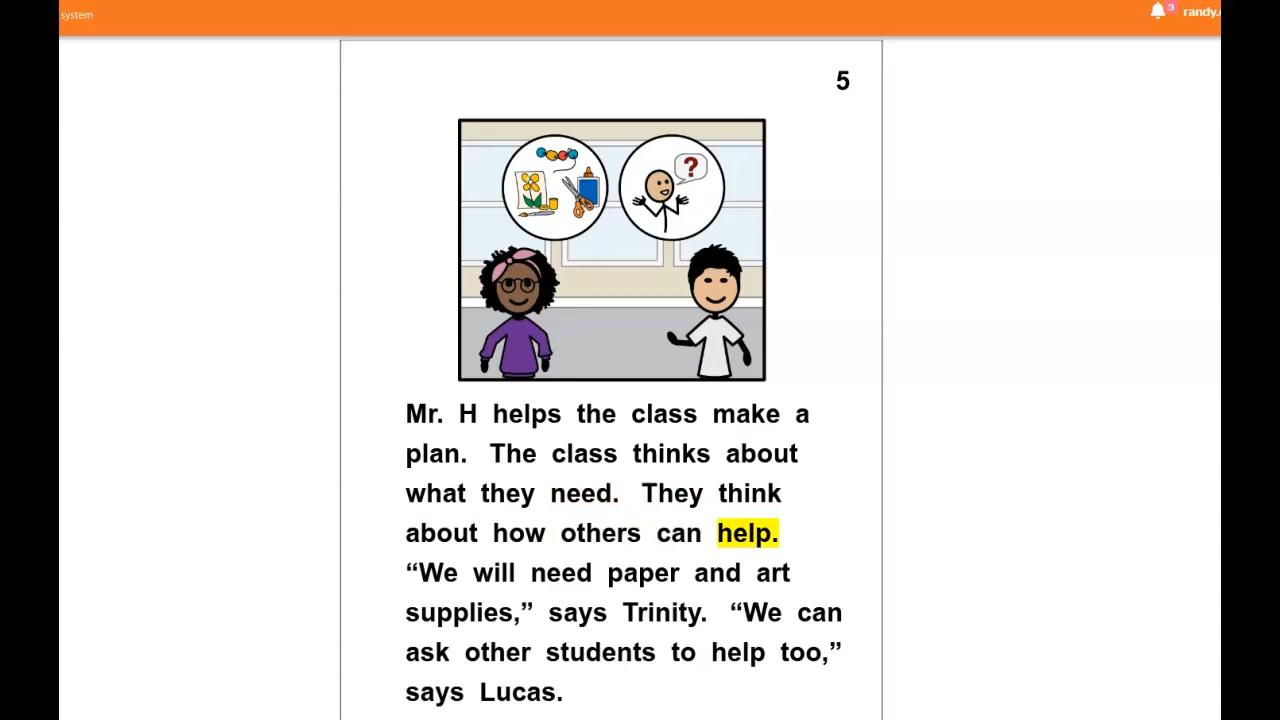 system
3
randy.
5
?
Mr. H helps the class make a
plan. The class thinks about
what they need. They think
about how others can help.
“We will need paper and art
supplies,” says Trinity. “We can
ask other students to help too,”
says Lucas.